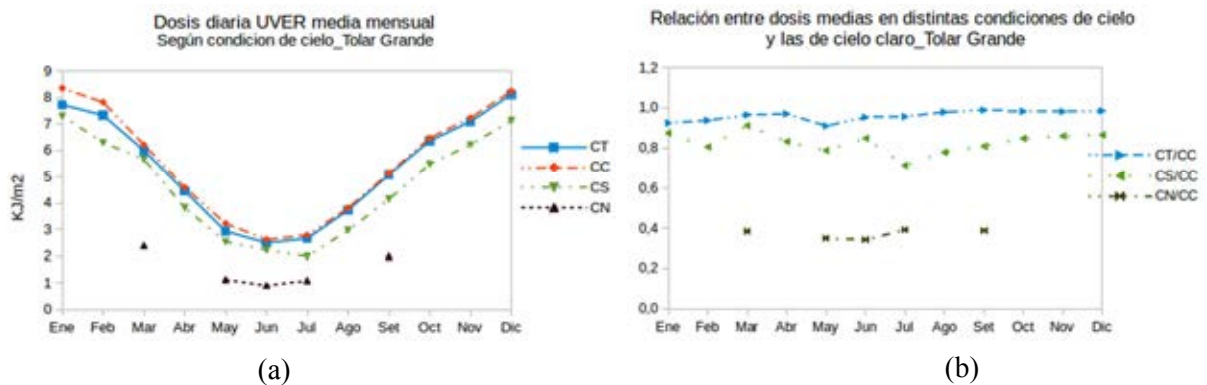 Dosis diaria UVER media mensual
Según condicion de cielo_Tolar Grande
KJ/m2
9
8
7
6
5
4
3
2
1
0
Ene Feb Mar Abr May Jun Jul Ago Set Oct Nov Dic
CT
CC
CS
CN
(a)
Relación entre dosis medias en distintas condiciones de cielo
y las de cielo claro_Tolar Grande
1,2
1,0
0,8
0,6
0,4
0,2
0,0
Ene Feb Mar Abr May Jun Jul Ago Set Oct Nov Dic
CT/CC
CS/CC
CN/CC
(b)